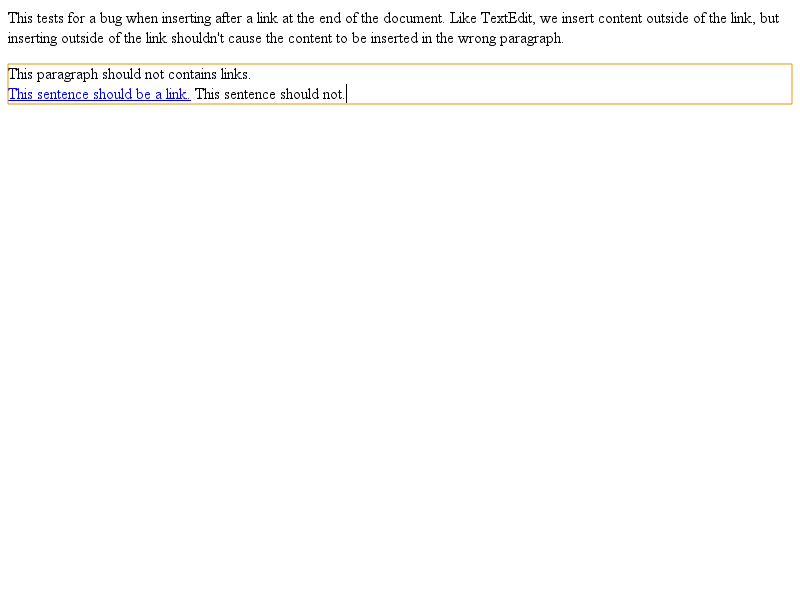 This tests for a bug when inserting after a link at the end of the document. Like TextEdit, we insert content outside of the link, but
inserting outside of the link shouldn't cause the content to be inserted in the wrong paragraph.
This paragraph should not contains links.
This sentence should be a link. This sentence should not.